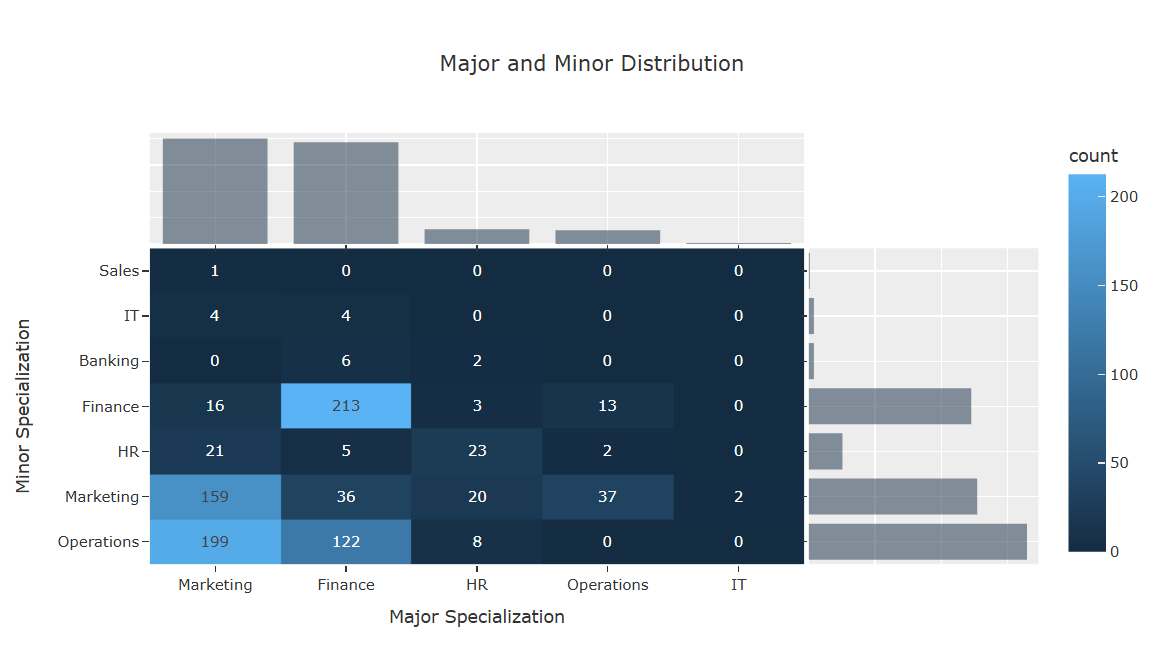 Major and Minor Distribution
count
200
150
100
50
0
Minor Specialization
Sales 1 0 0 0 0
IT 4 4 0 0 0
Banking 0 6 2 0 0
Finance 16 213 3 13 0
HR 21 5 23 2 0
Marketing 159 36 20 37 2
Operations 199 122 8 0 0
Marketing Finance HR Operations IT
Major Specialization